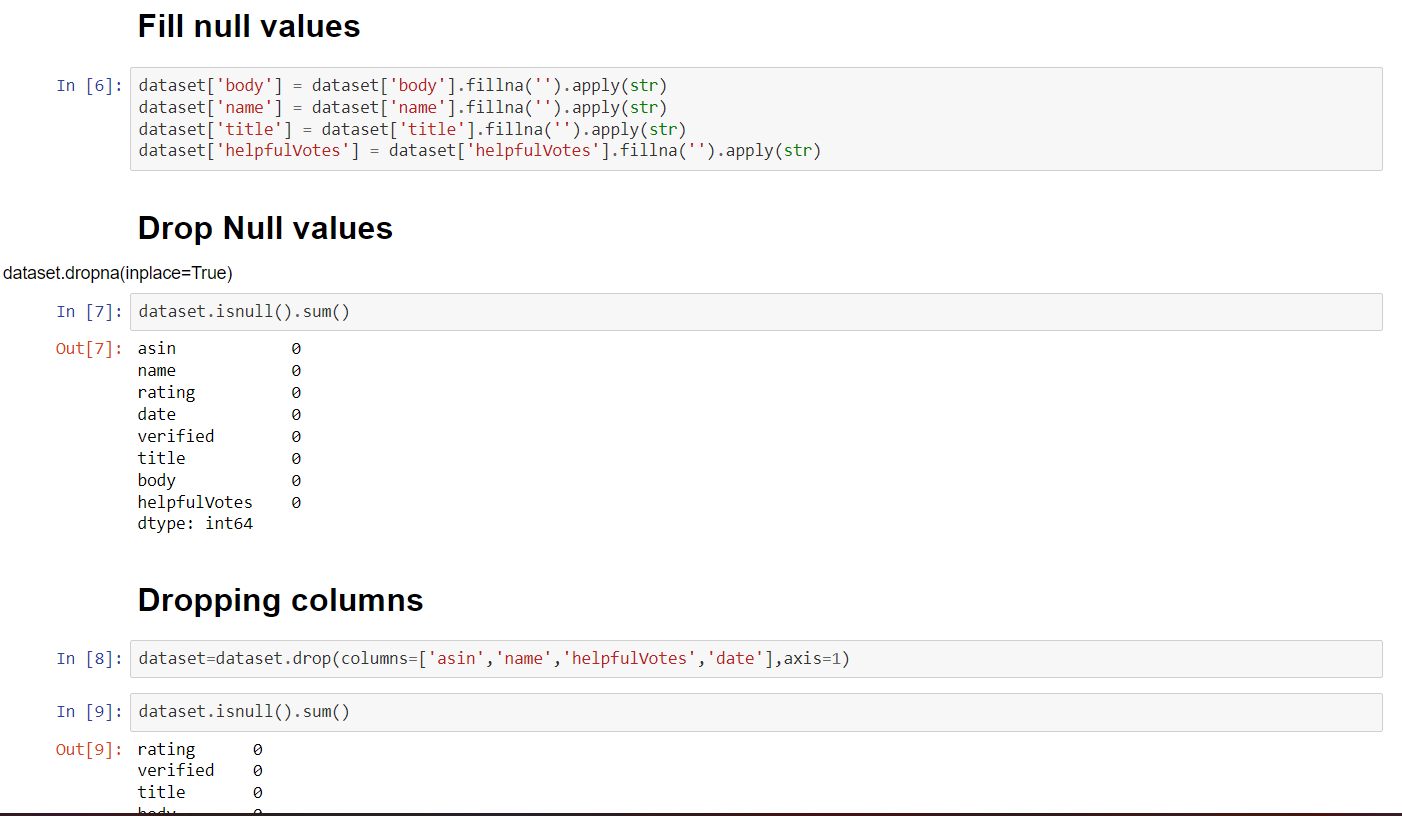 Fill null values
In [6]: dataset['body'] = dataset['body'].fillna('').apply(str)
dataset['name'] = dataset['name'].fillna('').apply(str)
dataset['title'] = dataset['title'].fillna('').apply(str)
dataset['helpfulVotes'] = dataset['helpfulVotes'].fillna('').apply(str)
Drop Null values
dataset.dropna(inplace=True)
In [7]: dataset.isnull().sum()
Out[7]: asin 0
name 0
rating 0
date 0
verified 0
title 0
body 0
helpfulVotes 0
dtype: int64
Dropping columns
In [8]: dataset=dataset.drop(columns=['asin','name','helpfulVotes','date'],axis=1)
In [9]: dataset.isnull().sum()
Out[9]: rating 0
verified 0
title 0
body 0